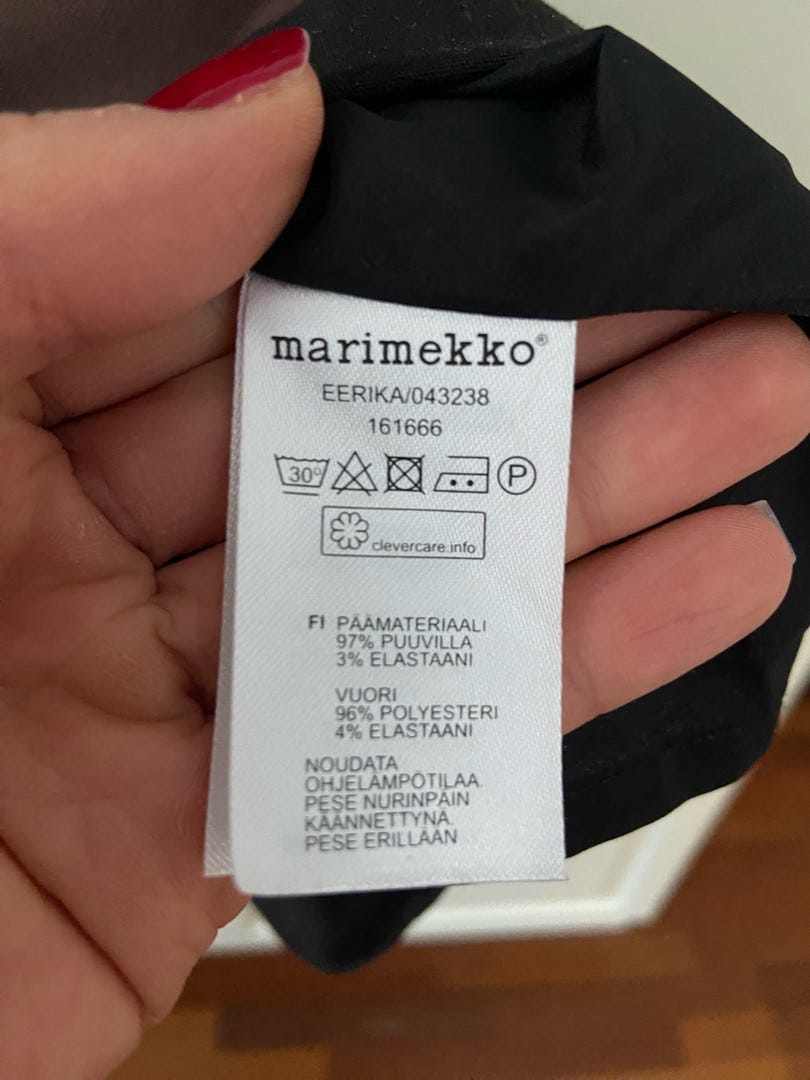 marimekko®
EERIKA/043238
161666
30° P
clevercare.info
FI PÄÄMATERIAALI
97% PUUVILLA
3% ELASTAANI
VUORI
96% POLYESTERI
4% ELASTAANI
NOUDATA
OHJELÄMPÖTILAA.
PESE NURINPÄIN
KÄÄNNETTYNÄ.
PESE ERILLÄÄN